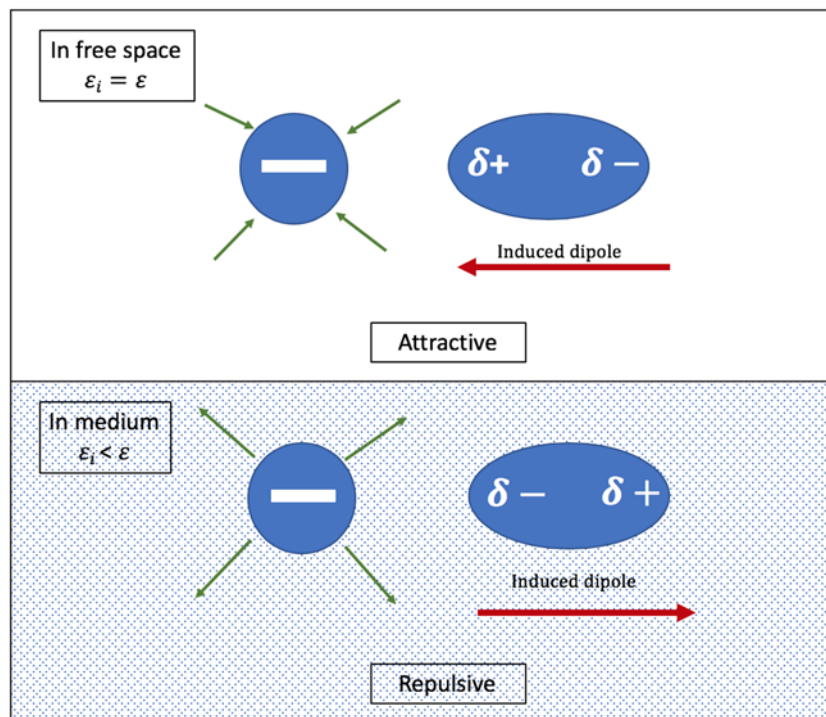 In free space
εᵢ = ε
−
δ+ δ −
Induced dipole
Attractive
In medium
εᵢ < ε
−
δ − δ +
Induced dipole
Repulsive